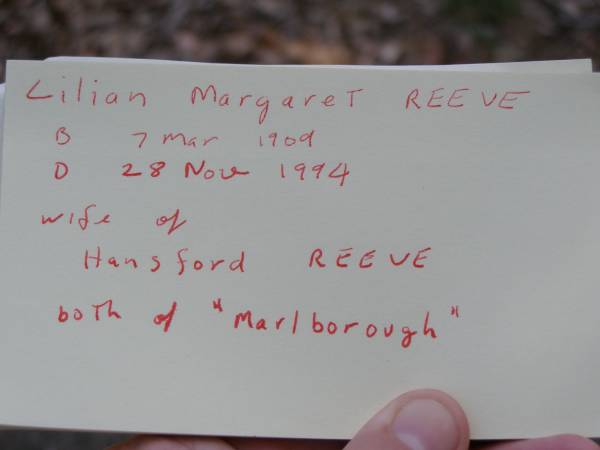 Lilian Margaret REEVE
B 7 Mar 1909
D 28 Nov 1994
wife of
Hansford REEVE
both of "Marlborough"